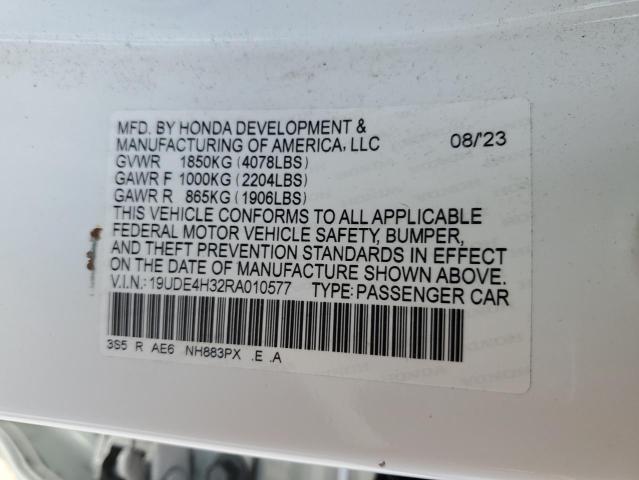 MFD. BY HONDA DEVELOPMENT &
MANUFACTURING OF AMERICA, LLC 08/'23
GVWR 1850KG (4078LBS)
GAWR F 1000KG (2204LBS)
GAWR R 865KG (1906LBS)
THIS VEHICLE CONFORMS TO ALL APPLICABLE
FEDERAL MOTOR VEHICLE SAFETY, BUMPER,
AND THEFT PREVENTION STANDARDS IN EFFECT
ON THE DATE OF MANUFACTURE SHOWN ABOVE.
V.I.N.:19UDE4H32RA010577 TYPE:PASSENGER CAR
3S5 R AE6 NH883PX .E .A